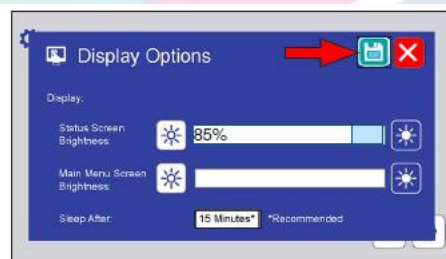 Display Options
Display:
Status Screen
Brightness:
85%
Main Menu Screen
Brightness:
Sleep After:
15 Minutes*
*Recommended